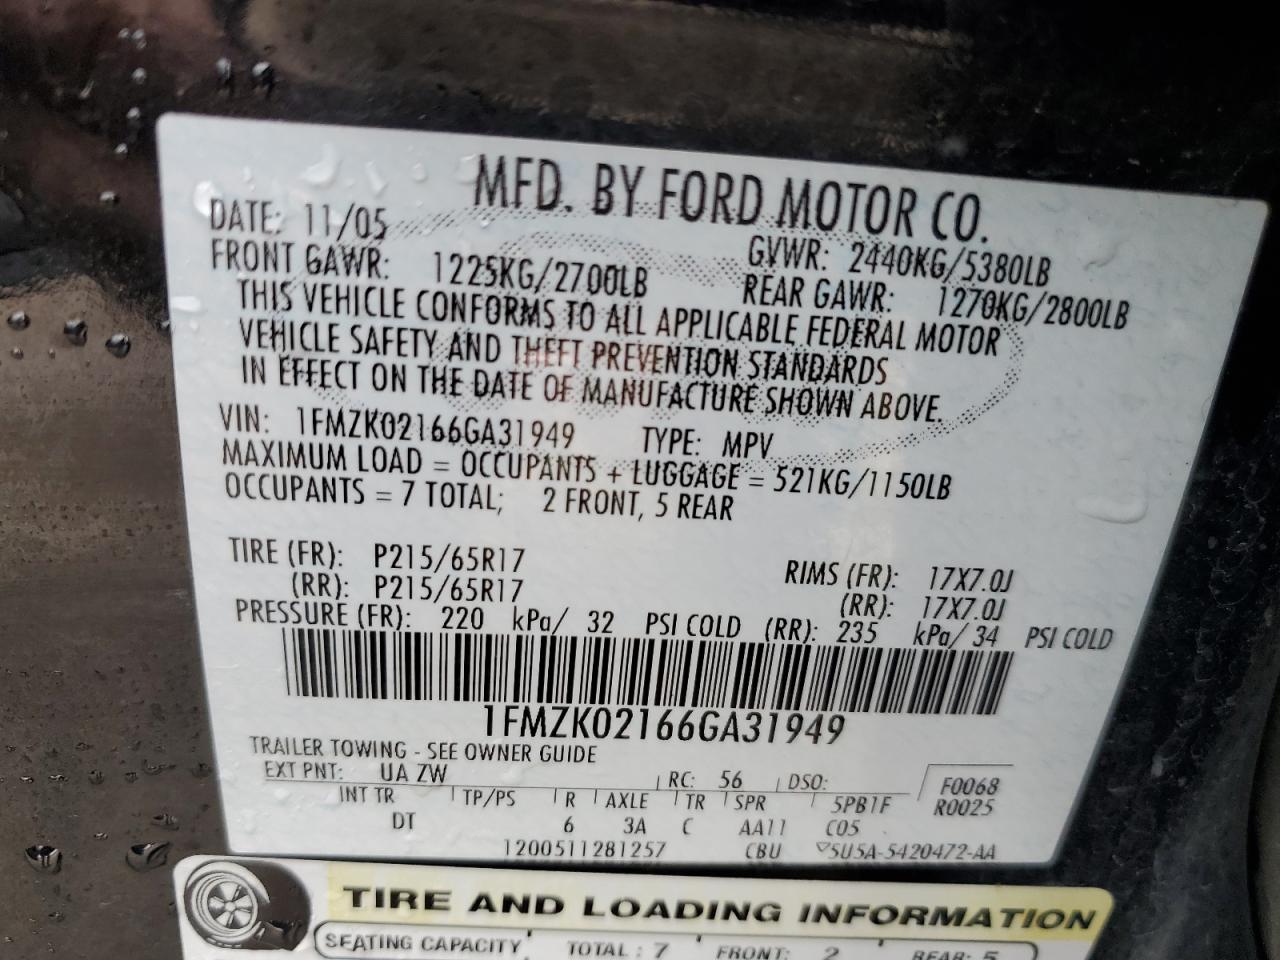 MFD. BY FORD MOTOR CO.
DATE: 11/05 GVWR: 2440KG/5380LB
FRONT GAWR: 1225KG/2700LB REAR GAWR: 1270KG/2800LB
THIS VEHICLE CONFORMS TO ALL APPLICABLE FEDERAL MOTOR
VEHICLE SAFETY AND THEFT PREVENTION STANDARDS
IN EFFECT ON THE DATE OF MANUFACTURE SHOWN ABOVE.
VIN: 1FMZK02166GA31949 TYPE: MPV
MAXIMUM LOAD = OCCUPANTS + LUGGAGE = 521KG/1150LB
OCCUPANTS = 7 TOTAL; 2 FRONT, 5 REAR
TIRE (FR): P215/65R17 RIMS (FR): 17X7.0J
(RR): P215/65R17 (RR): 17X7.0J
PRESSURE (FR): 220 kPa/ 32 PSI COLD (RR): 235 kPa/ 34 PSI COLD
1FMZK02166GA31949
TRAILER TOWING - SEE OWNER GUIDE
EXT PNT: UA ZW RC: 56 DSO: F0068
INT TR TP/PS R AXLE TR SPR 5PB1F R0025
DT 6 3A C AA11 C05
1200511281257 CBU ▽5U5A-5420472-AA
TIRE AND LOADING INFORMATION
SEATING CAPACITY TOTAL: 7 FRONT: 2 REAR: 5